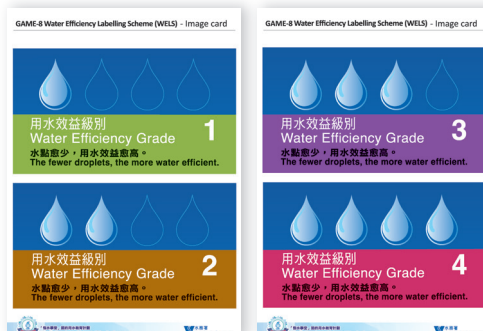 GAME-8 Water Efficiency Labelling Scheme (WELS) - Image card
用水效益級別
Water Efficiency Grade 1
水點愈少，用水效益愈高。
The fewer droplets, the more water efficient.
用水效益級別
Water Efficiency Grade 2
水點愈少，用水效益愈高。
The fewer droplets, the more water efficient.
GAME-8 Water Efficiency Labelling Scheme (WELS) - Image card
用水效益級別
Water Efficiency Grade 3
水點愈少，用水效益愈高。
The fewer droplets, the more water efficient.
用水效益級別
Water Efficiency Grade 4
水點愈少，用水效益愈高。
The fewer droplets, the more water efficient.
水務署
水務署